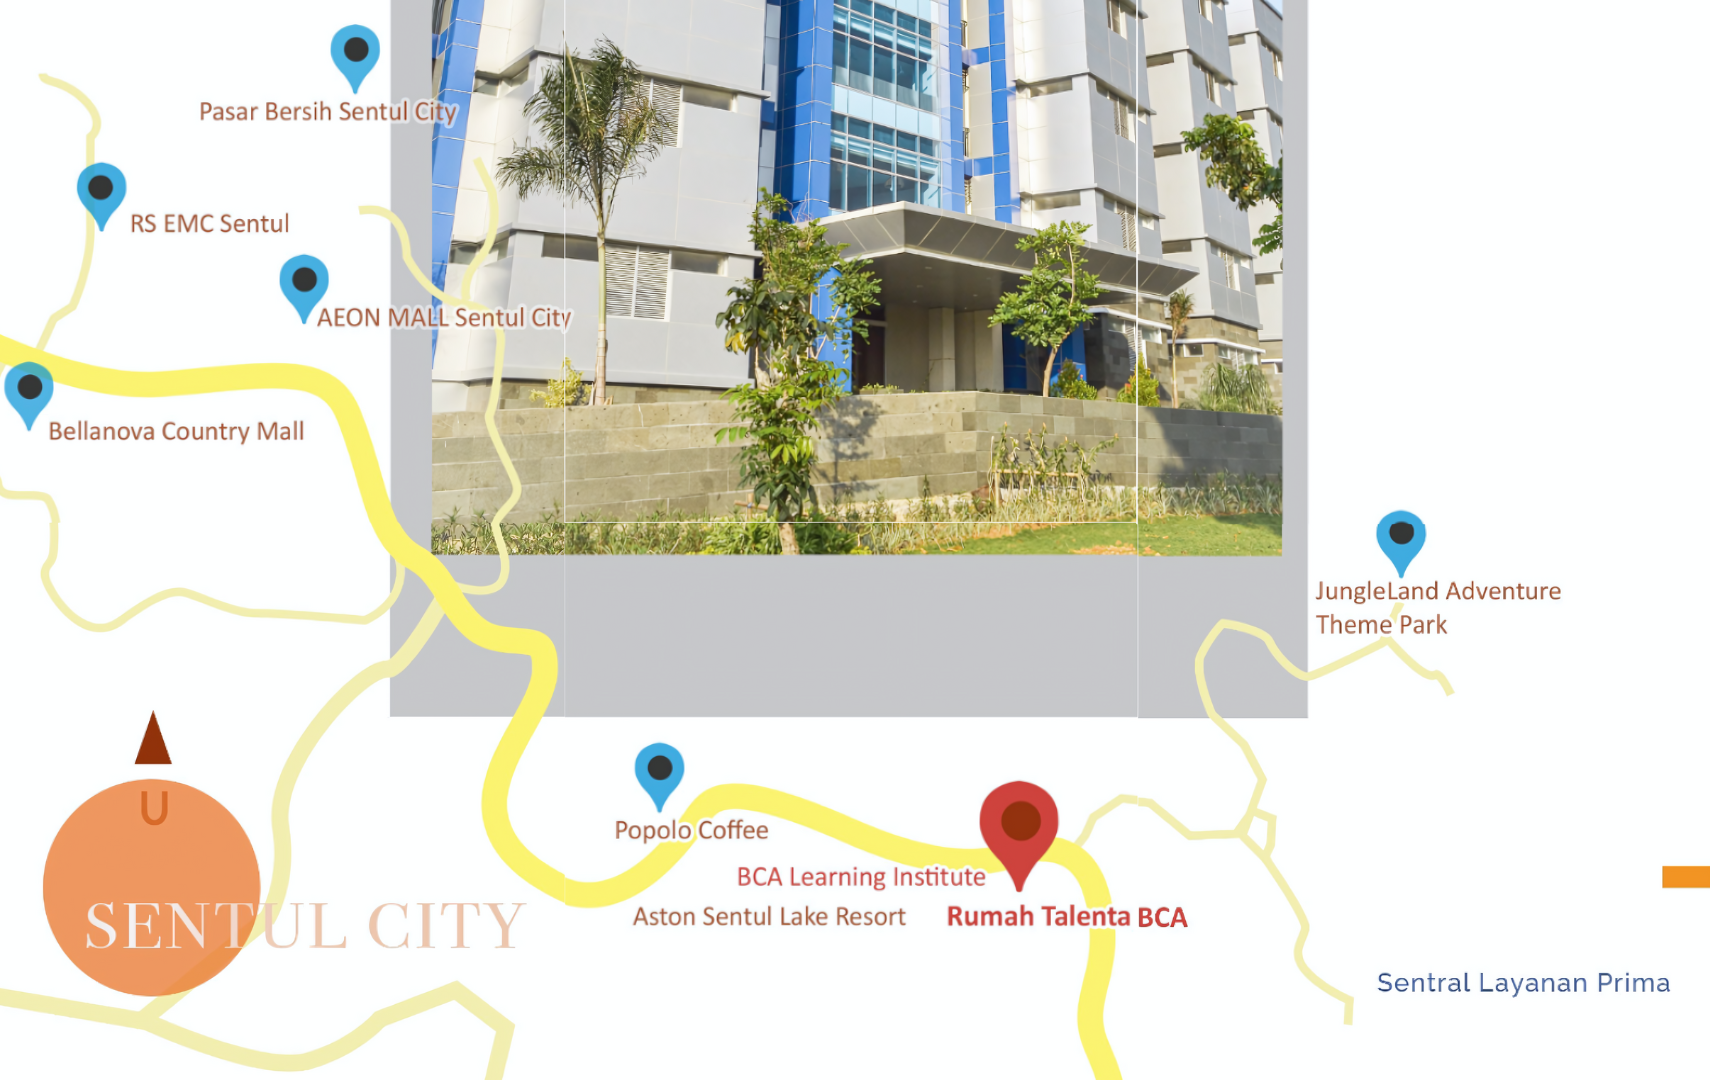 Pasar Bersih Sentul City
RS EMC Sentul
AEON MALL Sentul City
Bellanova Country Mall
JungleLand Adventure
Theme Park
U
Popolo Coffee
BCA Learning Institute
Aston Sentul Lake Resort
Rumah Talenta BCA
SENTUL CITY
Sentral Layanan Prima